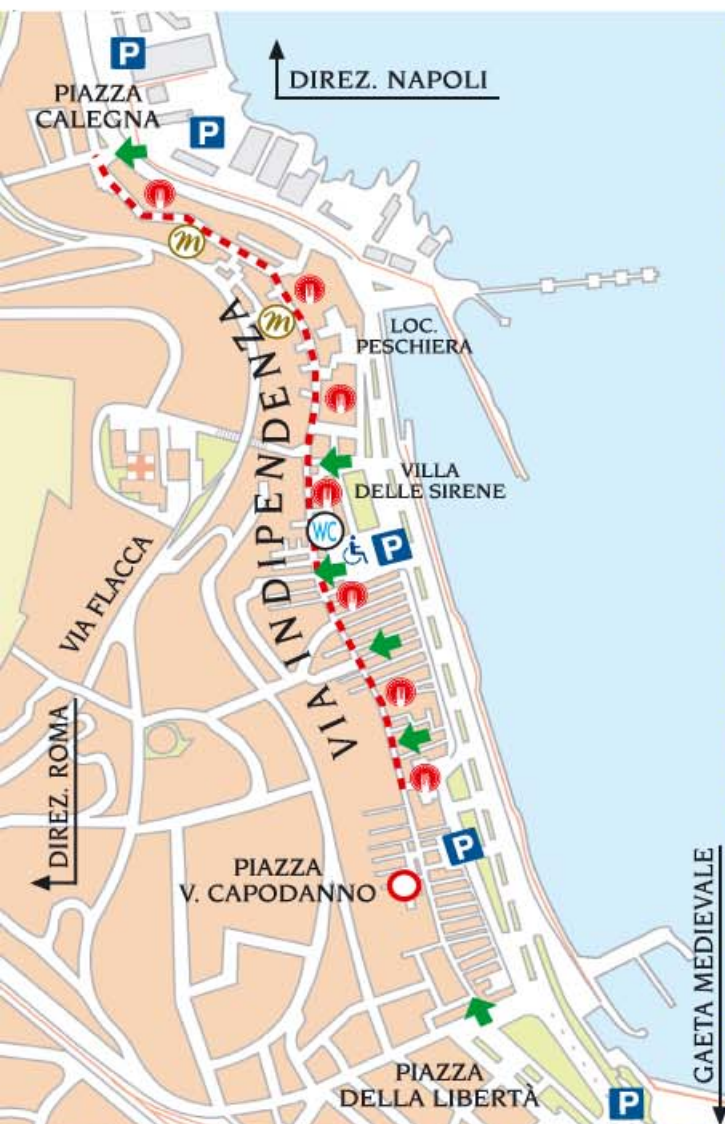 P
DIREZ. NAPOLI
PIAZZA
CALEGNA
P
m
m
LOC.
PESCHIERA
VIA INDIPENDENZA
VILLA
DELLE SIRENE
WC
P
VIA FLACCA
DIREZ. ROMA
P
PIAZZA
V. CAPODANNO
GAETA MEDIEVALE
PIAZZA
DELLA LIBERTÀ
P